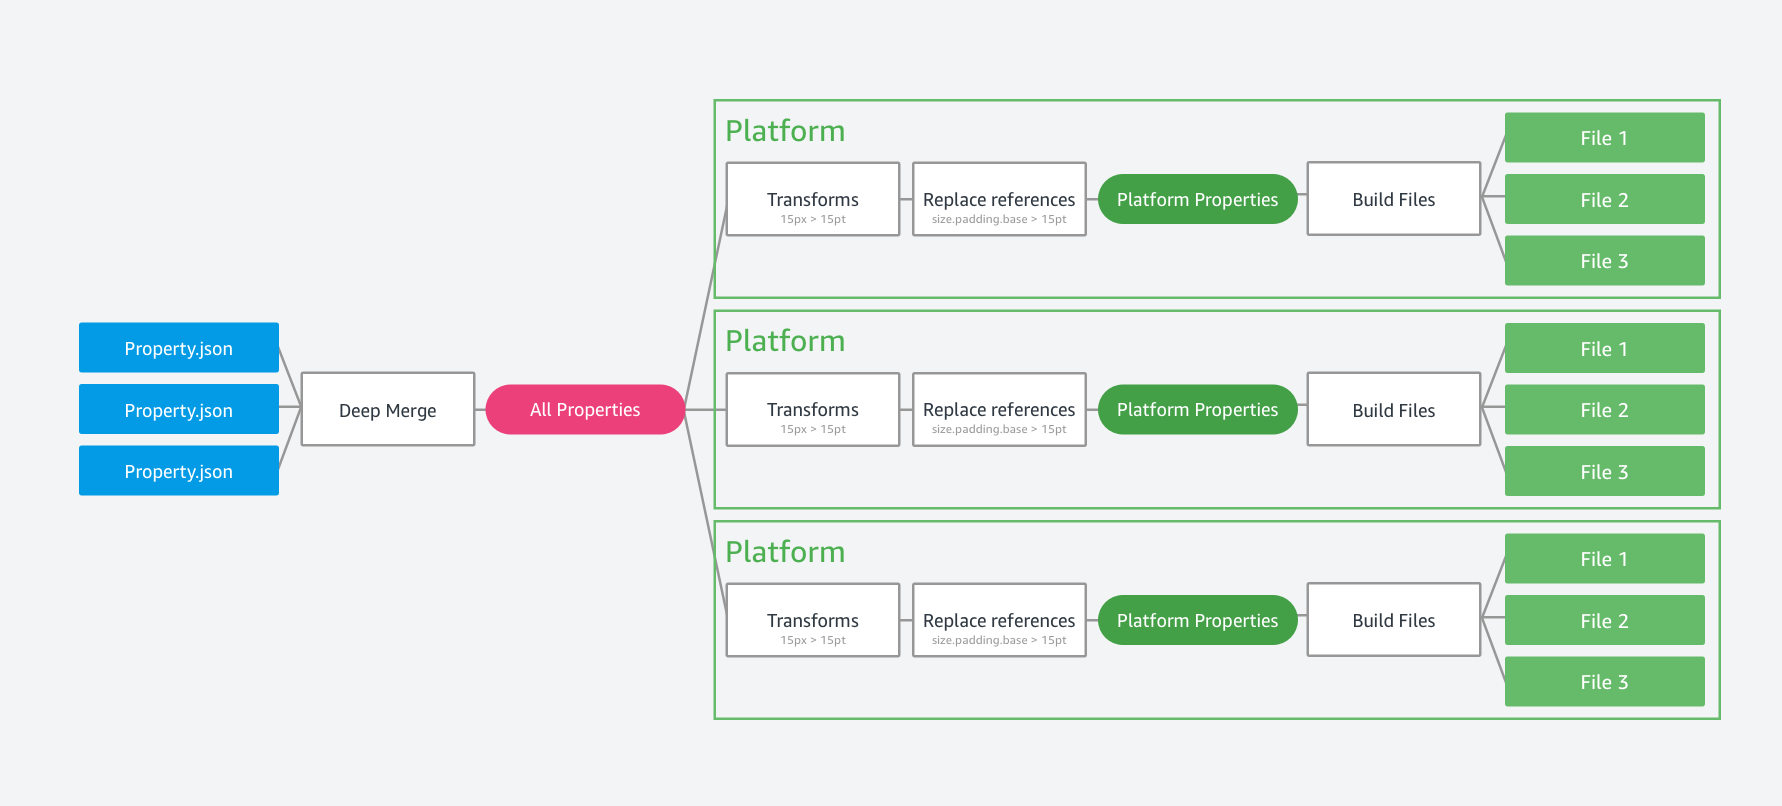 Property.json
Property.json
Property.json
Deep Merge
All Properties
Platform
Transforms
15px > 15pt
Replace references
size.padding.base > 15pt
Platform Properties
Build Files
File 1
File 2
File 3
Platform
Transforms
15px > 15pt
Replace references
size.padding.base > 15pt
Platform Properties
Build Files
File 1
File 2
File 3
Platform
Transforms
15px > 15pt
Replace references
size.padding.base > 15pt
Platform Properties
Build Files
File 1
File 2
File 3